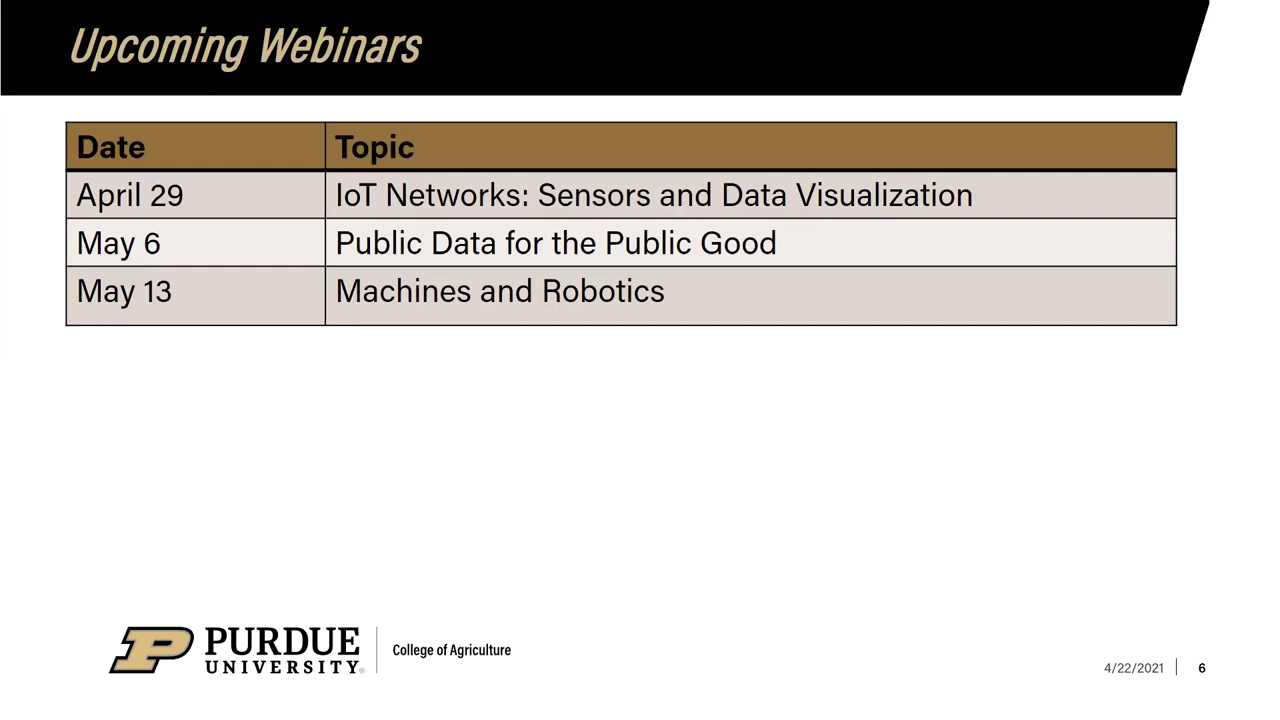 Upcoming Webinars
Date Topic
April 29 IoT Networks: Sensors and Data Visualization
May 6 Public Data for the Public Good
May 13 Machines and Robotics
P PURDUE UNIVERSITY® College of Agriculture
4/22/2021 6